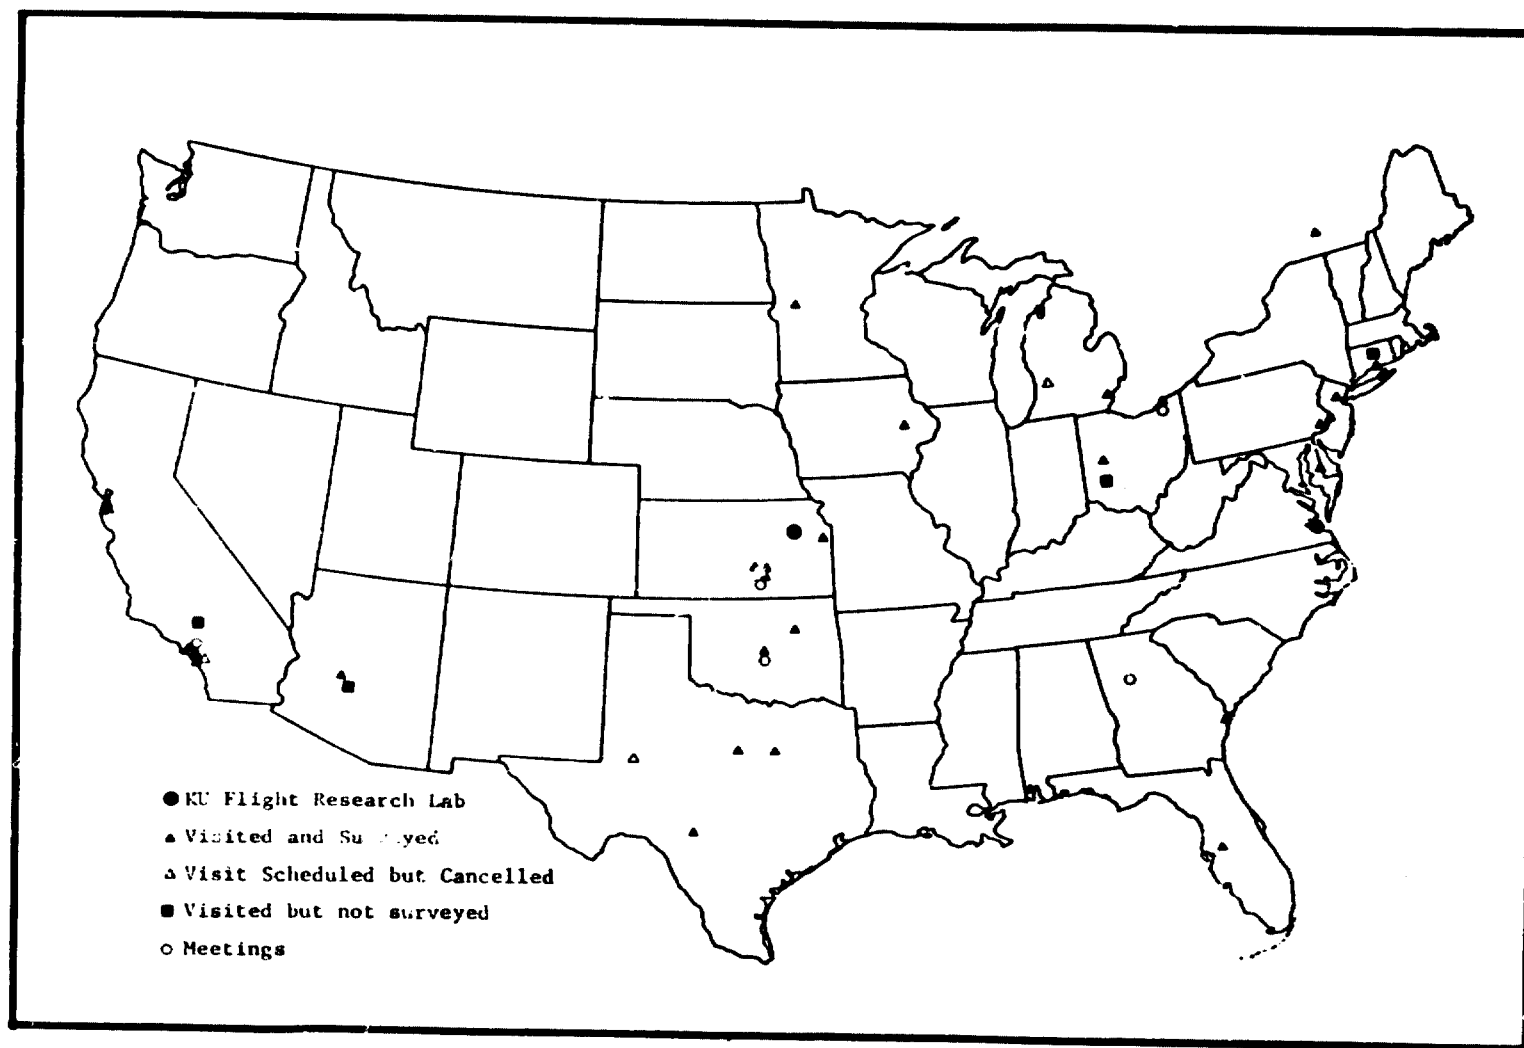 KU Flight Research Lab
Visited and
Visit Scheduled but Cancelled
Visited but not surveyed
Meetings